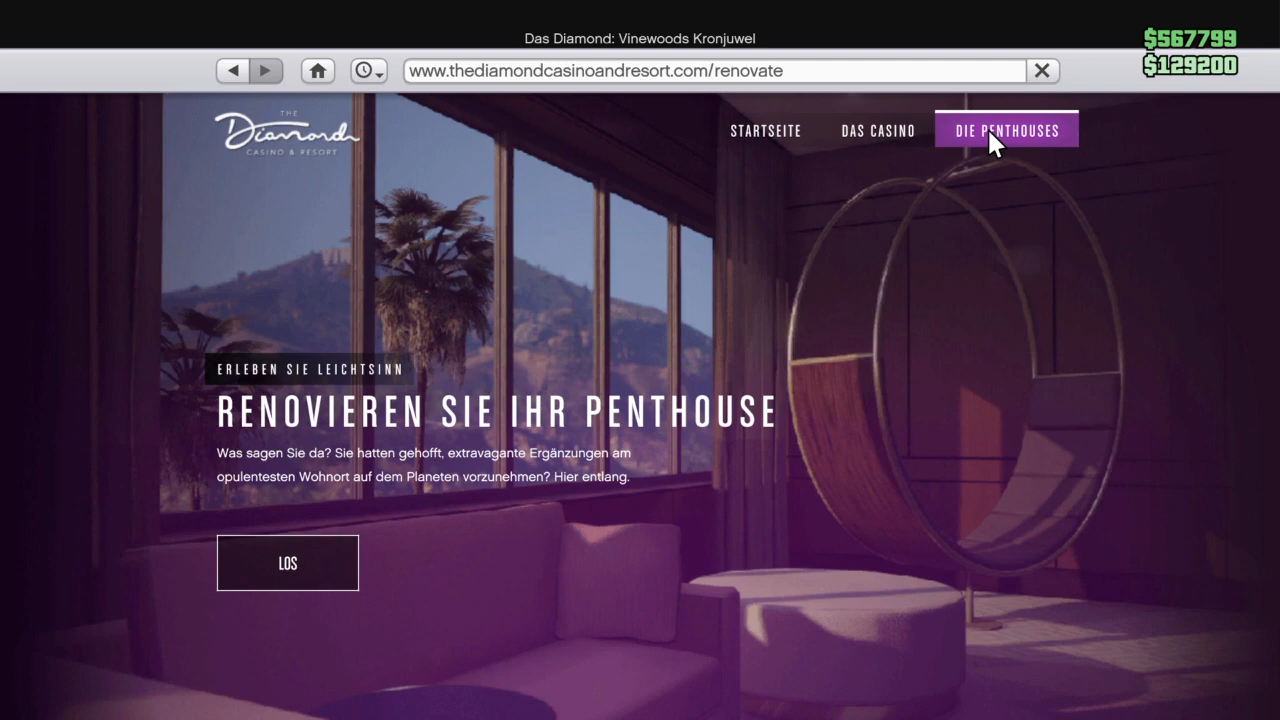 Das Diamond: Vinewoods Kronjuwel
$567799
$129200
www.thediamondcasinoandresort.com/renovate
THE
Diamond
CASINO & RESORT
STARTSEITE
DAS CASINO
DIE PENTHOUSES
ERLEBEN SIE LEICHTSINN
RENOVIEREN SIE IHR PENTHOUSE
Was sagen Sie da? Sie hatten gehofft, extravagante Ergänzungen am
opulentesten Wohnort auf dem Planeten vorzunehmen? Hier entlang.
LOS